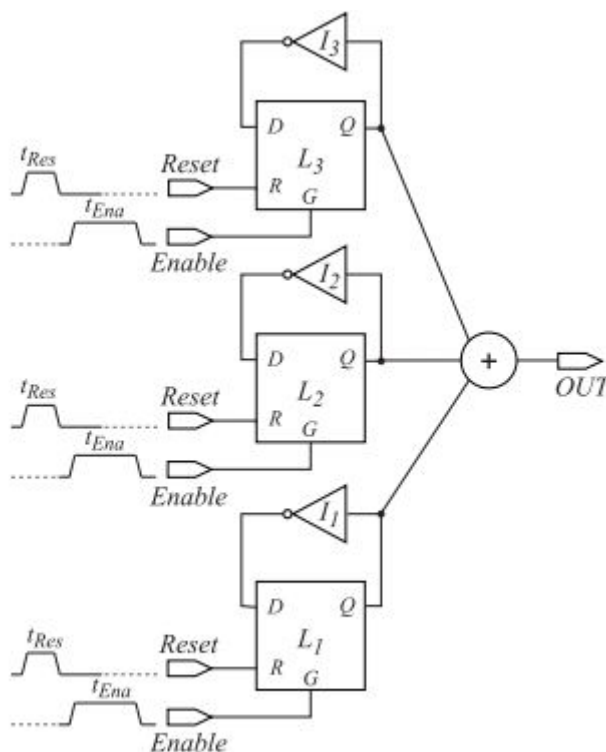 I3
D Q
L3
tRes
Reset
R
G
tEna
Enable
I2
D Q
L2
tRes
Reset
R
G
tEna
Enable
+
OUT
I1
D Q
L1
tRes
Reset
R
G
tEna
Enable